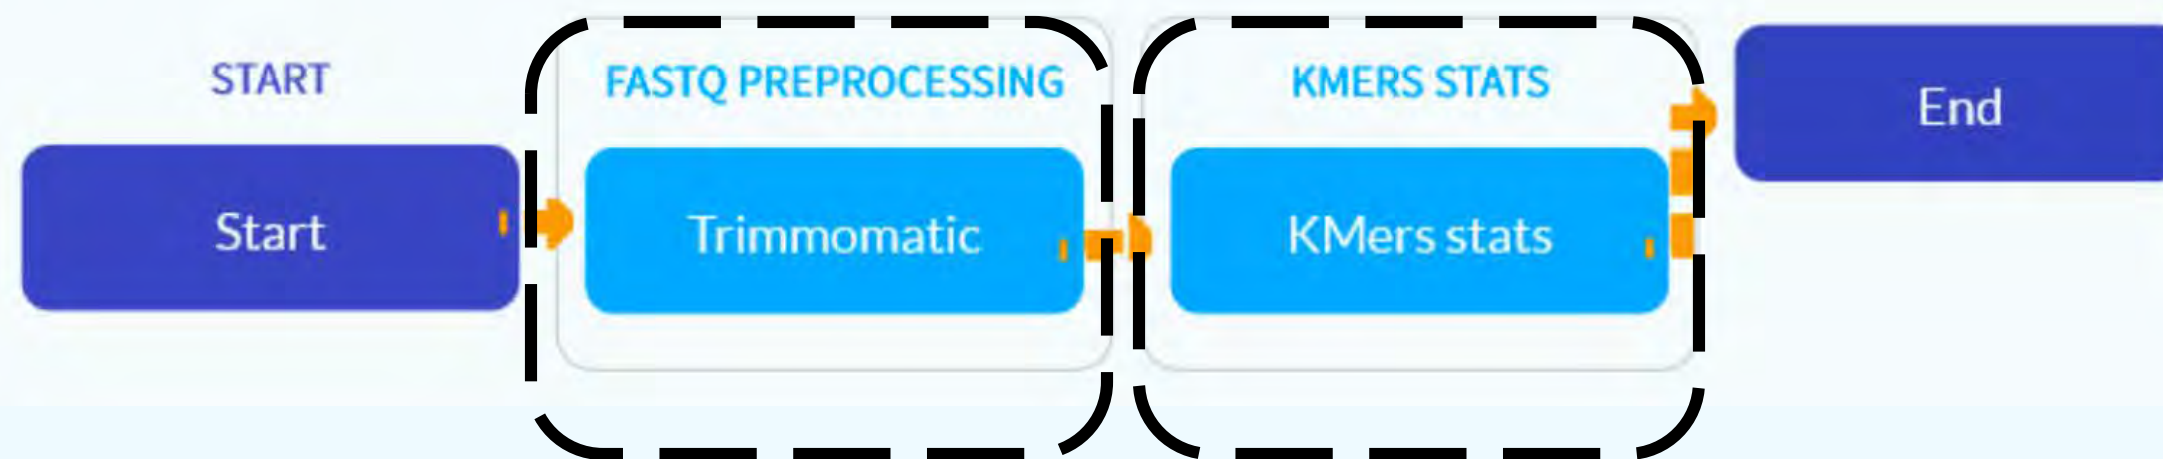 START
Start
FASTQ PREPROCESSING
Trimmomatic
KMERS STATS
KMers stats
End